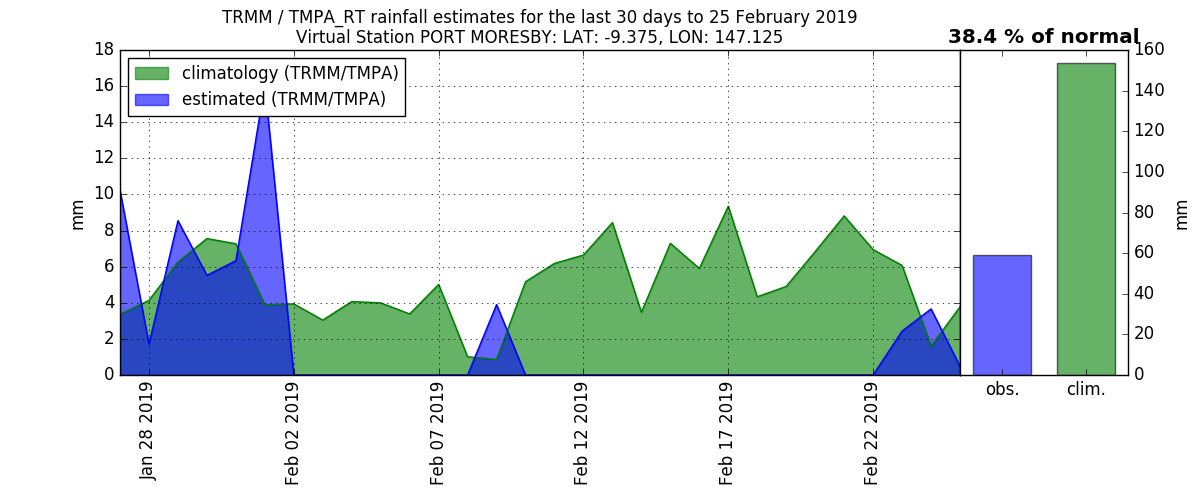 TRMM / TMPA_RT rainfall estimates for the last 30 days to 25 February 2019
Virtual Station PORT MORESBY: LAT: -9.375, LON: 147.125
38.4 % of normal
climatology (TRMM/TMPA)
estimated (TRMM/TMPA)
mm
18
16
14
12
10
8
6
4
2
0
Jan 28 2019
Feb 02 2019
Feb 07 2019
Feb 12 2019
Feb 17 2019
Feb 22 2019
160
140
120
100
80
60
40
20
0
mm
obs.
clim.